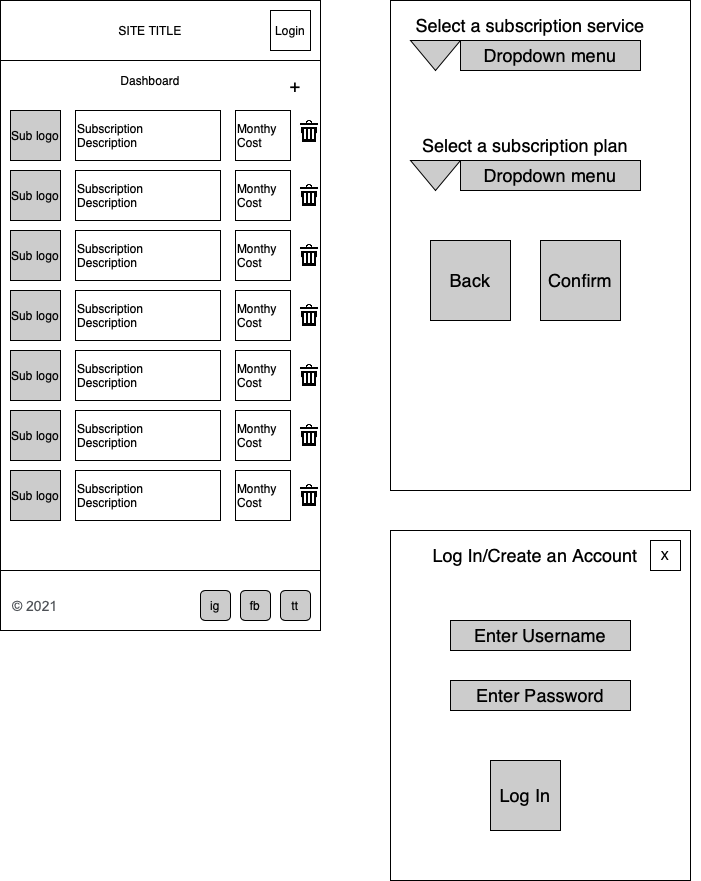 SITE TITLE
Login
Dashboard
+
Sub logo
Subscription
Description
Monthy
Cost
Sub logo
Subscription
Description
Monthy
Cost
Sub logo
Subscription
Description
Monthy
Cost
Sub logo
Subscription
Description
Monthy
Cost
Sub logo
Subscription
Description
Monthy
Cost
Sub logo
Subscription
Description
Monthy
Cost
Sub logo
Subscription
Description
Monthy
Cost
© 2021
ig
fb
tt
Select a subscription service
Dropdown menu
Select a subscription plan
Dropdown menu
Back
Confirm
Log In/Create an Account
x
Enter Username
Enter Password
Log In